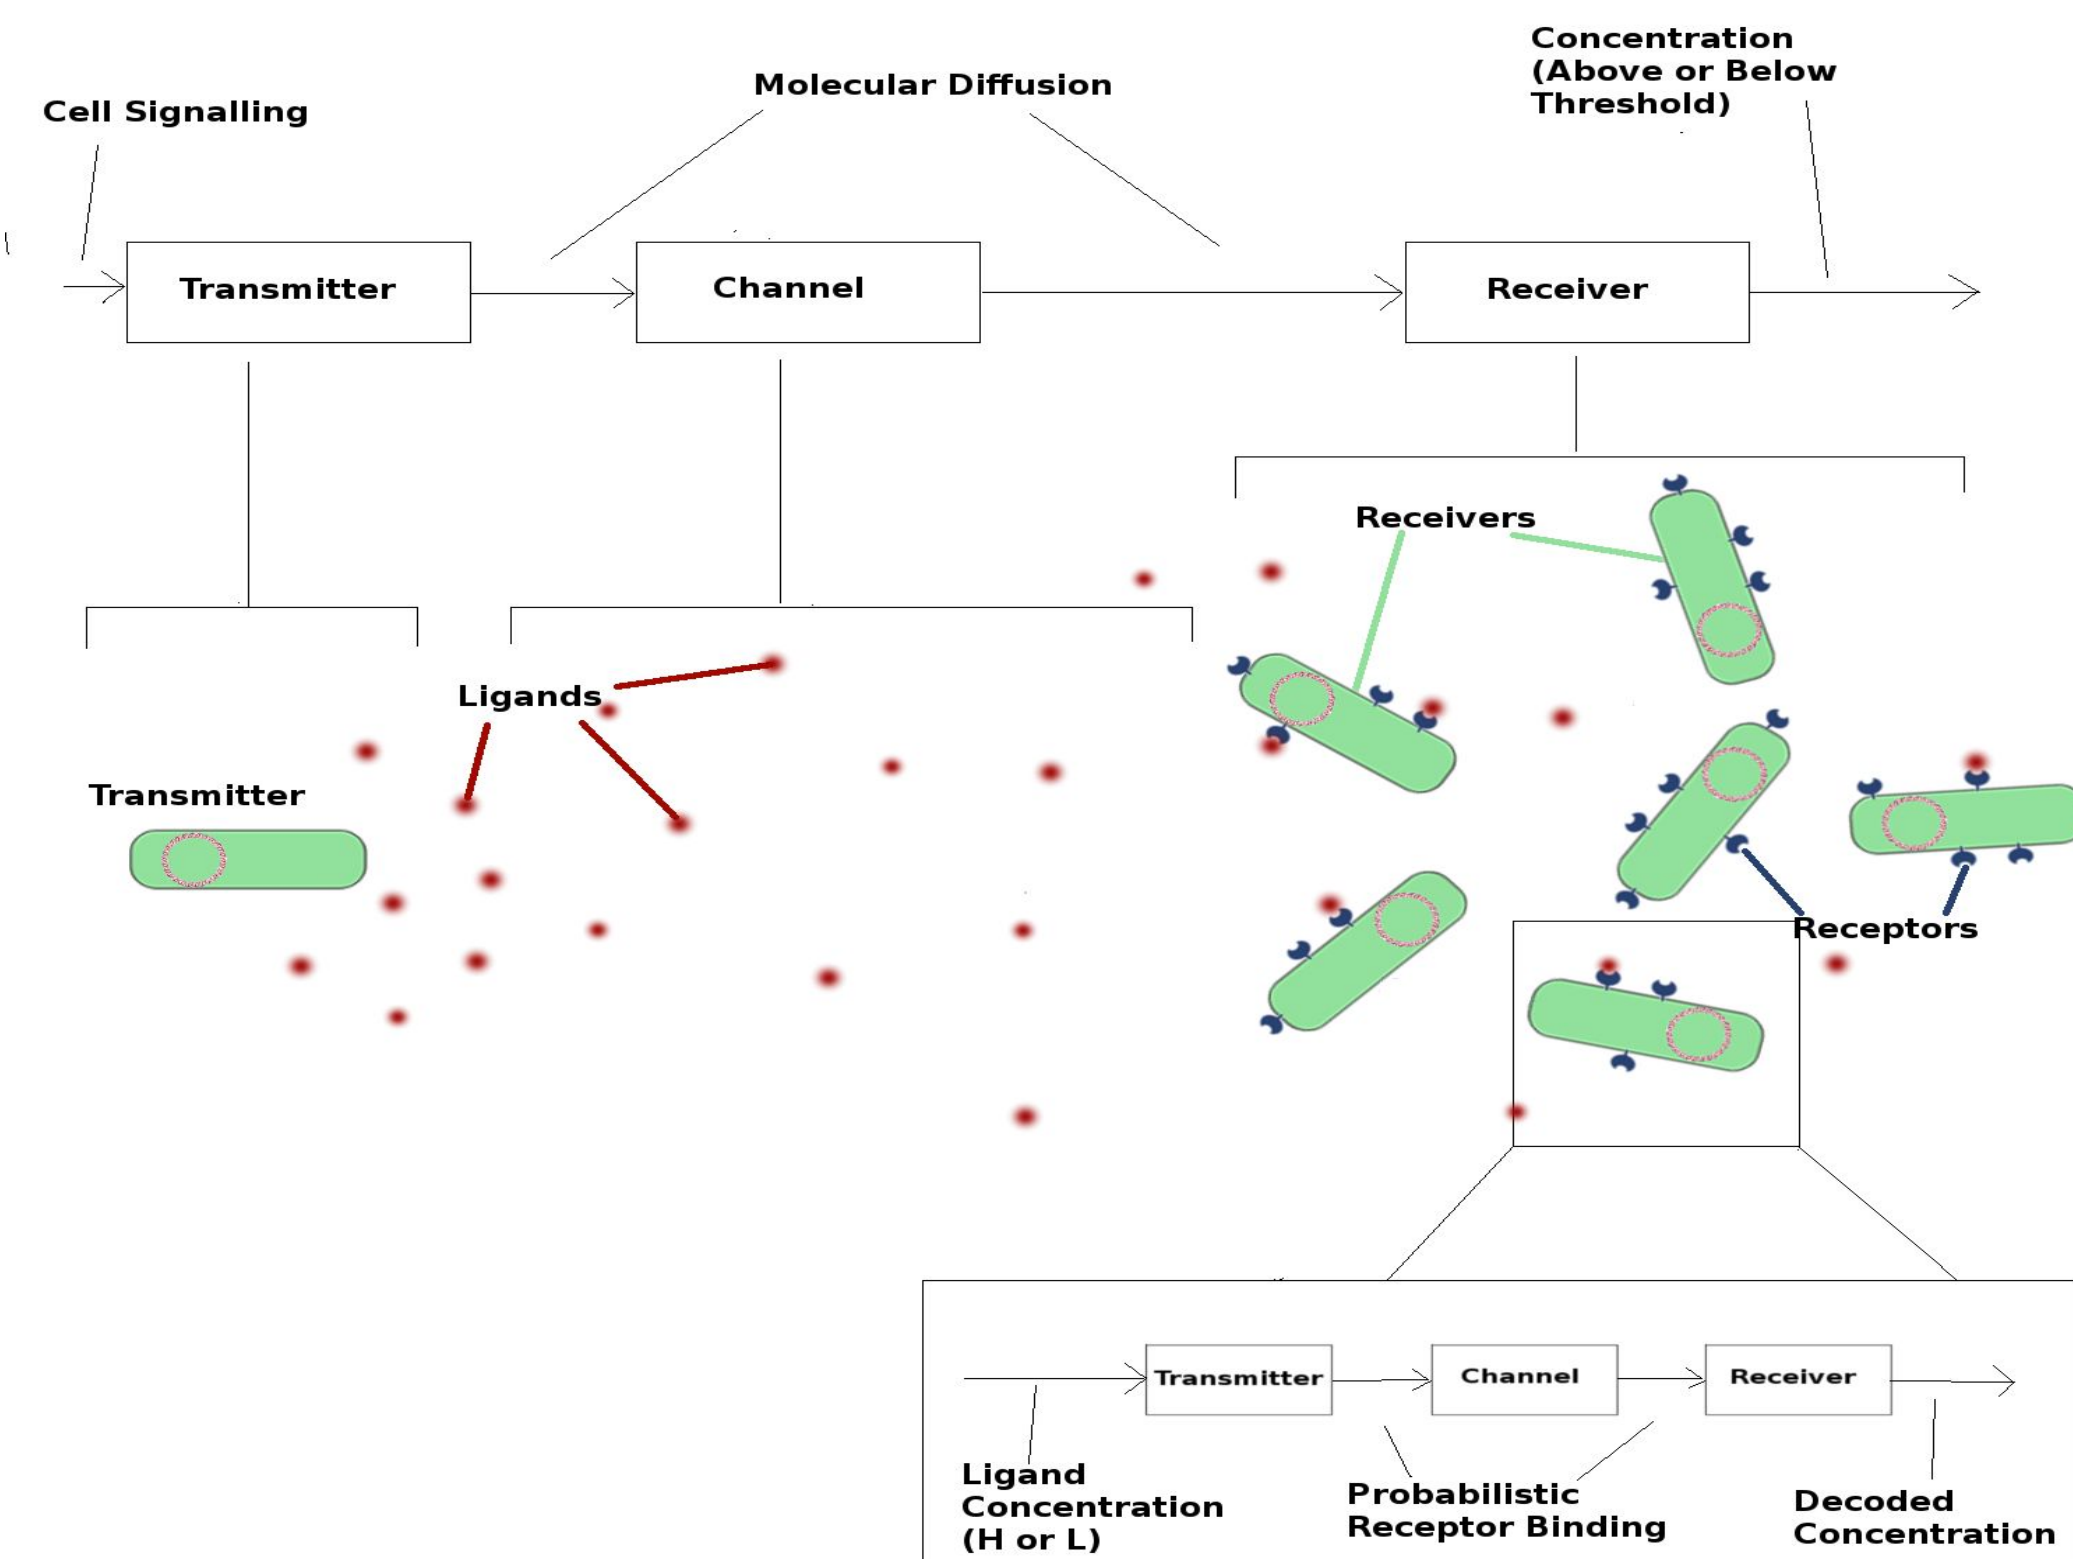 Cell Signalling
Molecular Diffusion
Concentration
(Above or Below
Threshold)
Transmitter
Channel
Receiver
Receivers
Ligands
Transmitter
Receptors
Transmitter
Channel
Receiver
Ligand
Concentration
(H or L)
Probabilistic
Receptor Binding
Decoded
Concentration